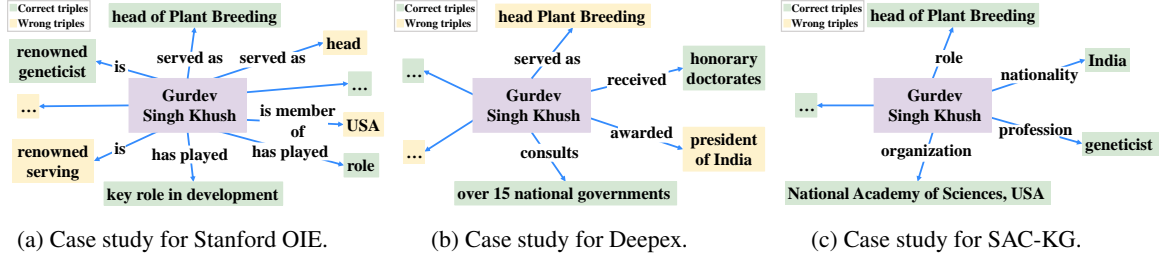 Correct triples
Wrong triples
head of Plant Breeding
renowned
geneticist
is
served as
served as
head
…
Gurdev
Singh Khush
…
is member
of
USA
renowned
serving
is
has played
has played
role
key role in development
(a) Case study for Stanford OIE.
Correct triples
Wrong triples
head Plant Breeding
served as
…
received
honorary
doctorates
Gurdev
Singh Khush
…
awarded
president
of India
consults
over 15 national governments
(b) Case study for Deepex.
Correct triples
Wrong triples
head of Plant Breeding
role
nationality
India
…
Gurdev
Singh Khush
profession
geneticist
organization
National Academy of Sciences, USA
(c) Case study for SAC-KG.